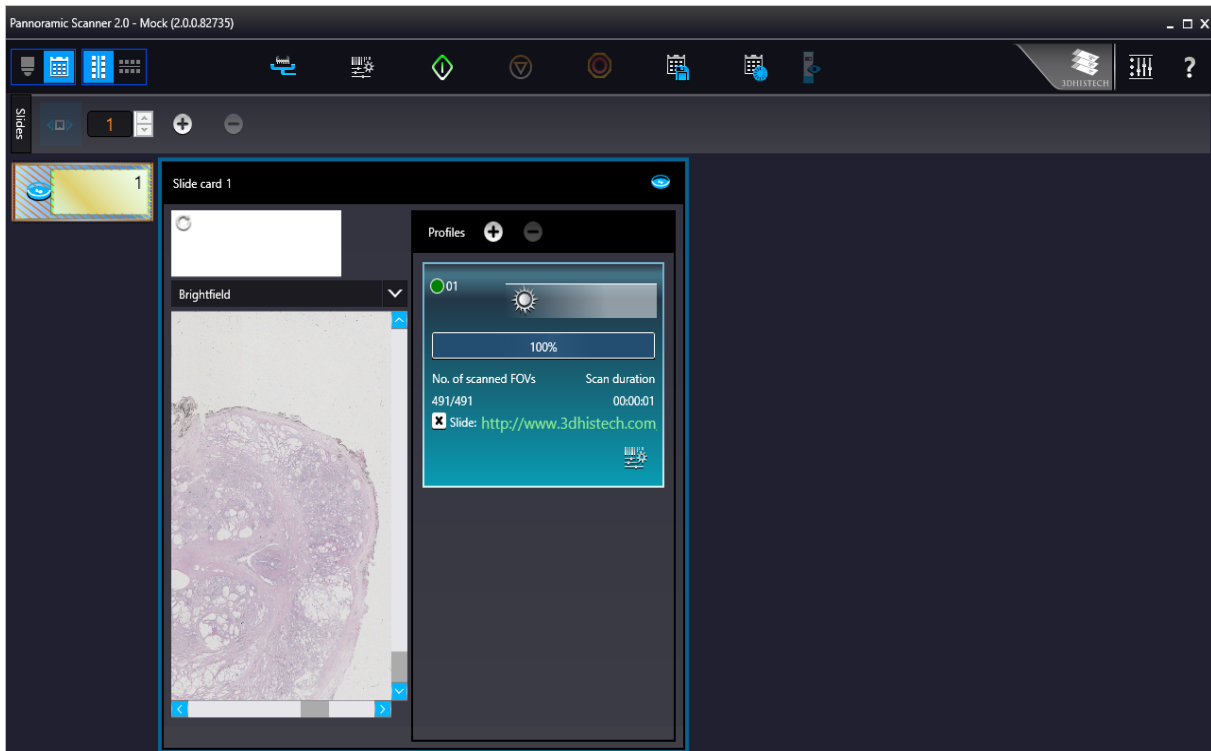 Pannoramic Scanner 2.0 - Mock (2.0.0.82735)
3DHISTECH
?
Slides
1
1
Slide card 1
Profiles
Brightfield
01
100%
No. of scanned FOVs Scan duration
491/491 00:00:01
Slide: http://www.3dhistech.com